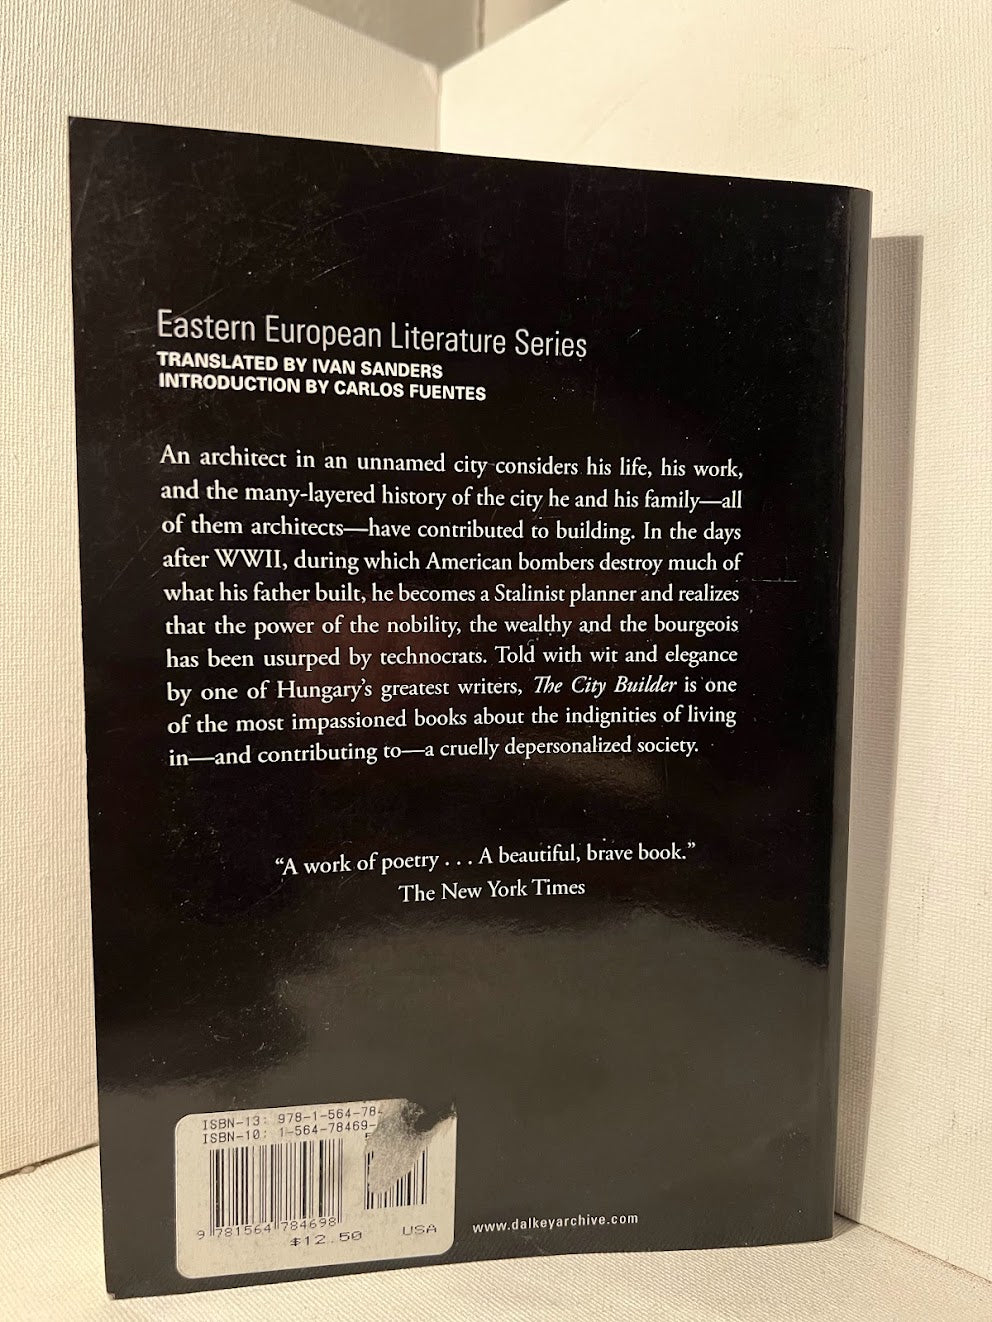 Eastern European Literature Series
TRANSLATED BY IVAN SANDERS
INTRODUCTION BY CARLOS FUENTES
An architect in an unnamed city considers his life, his work,
and the many-layered history of the city he and his family—all
of them architects—have contributed to building. In the days
after WWII, during which American bombers destroy much of
what his father built, he becomes a Stalinist planner and realizes
that the power of the nobility, the wealthy and the bourgeois
has been usurped by technocrats. Told with wit and elegance
by one of Hungary's greatest writers, The City Builder is one
of the most impassioned books about the indignities of living
in—and contributing to—a cruelly depersonalized society.
“A work of poetry . . . A beautiful, brave book.”
The New York Times
ISBN-13: 978-1-564-78-
ISBN-10: 1-564-78469-
9 781564 784698
$12.50
USA
www.dalkeyarchive.com